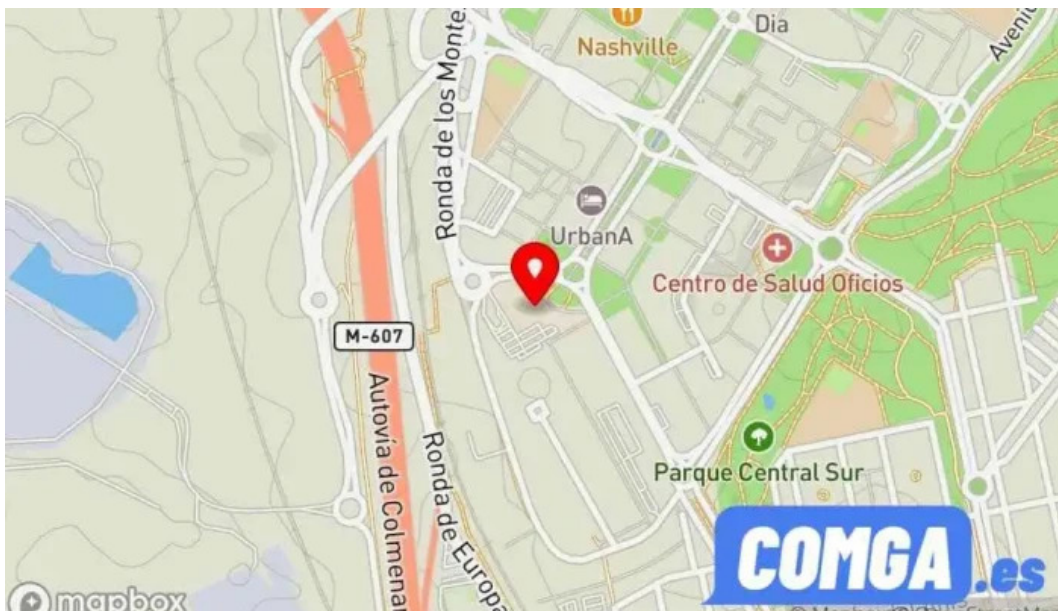 Nashville
Dia
Avenid
Ronda de los Monte
UrbanA
Centro de Salud Oficios
M-607
Autovía de Colmenar
Ronda de Europa
Parque Central Sur
COMGA.es
mapbox